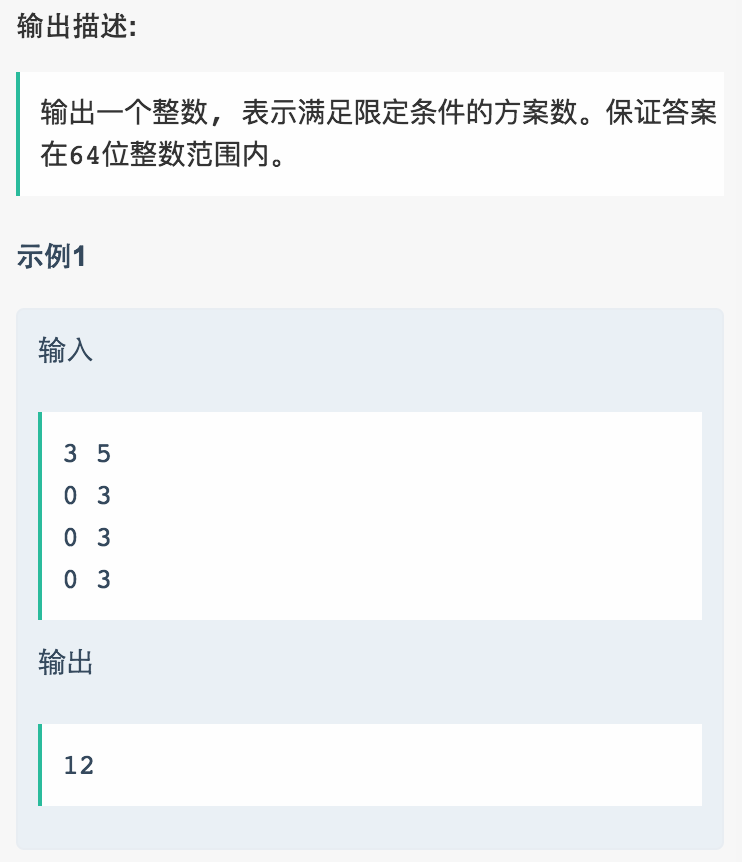 输出描述:
输出一个整数, 表示满足限定条件的方案数。保证答案
在64位整数范围内。
示例1
输入
3 5
0 3
0 3
0 3
输出
12